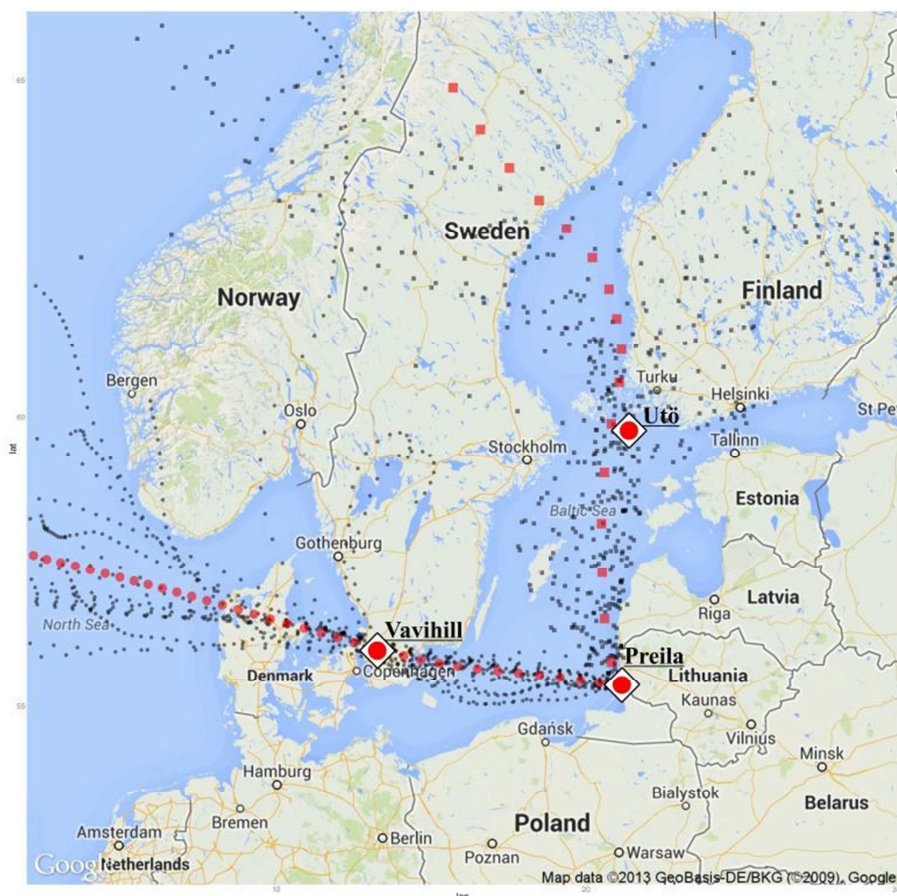 65
Sweden
Norway
Finland
Bergen
Turku
Helsinki
Oslo
Utö
60
St Pe
lat
Stockholm
Tallinn
Baltic Sea
Estonia
Gothenburg
Riga
Latvia
North Sea
Vavihill
Preila
Copenhagen
Denmark
Lithuania
Kaunas
55
Gdańsk
Vilnius
Minsk
Hamburg
Bialystok
Bremen
Belarus
Amsterdam
Berlin
Poland
Poznan
Warsaw
Goo
Netherlands
Map data ©2013 GeoBasis-DE/BKG (©2009), Google
10
20
lon